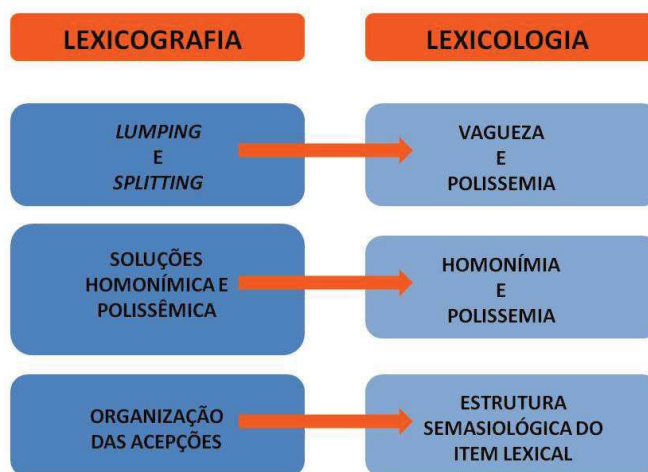 LEXICOGRAFIA
LEXICOLOGIA
LUMPING
E
SPLITTING
VAGUEZA
E
POLISSEMIA
SOLUÇÕES
HOMONÍMICA E
POLISSÊMICA
HOMONÍMIA
E
POLISSEMIA
ORGANIZAÇÃO
DAS ACEPÇÕES
ESTRUTURA
SEMASIOLÓGICA DO
ITEM LEXICAL